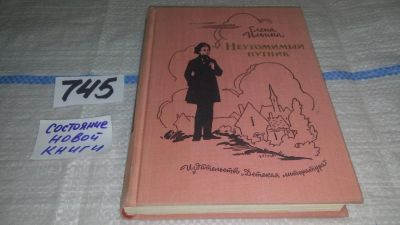 Елена Ильина
Неутомимый
путник
745
Состояние
новой
книги
Издательство „Детская литература"